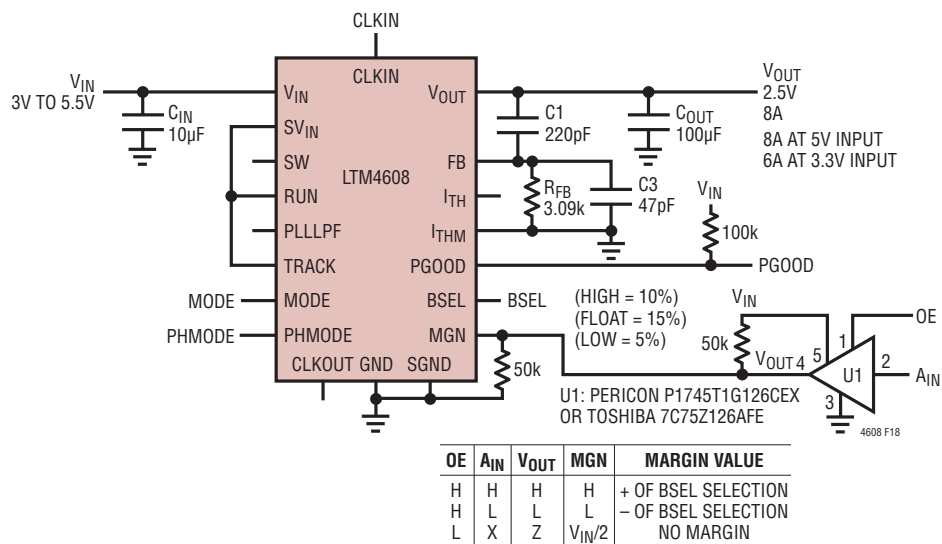 CLKIN
CLKIN
V_IN
3V TO 5.5V
C_IN
10µF
V_IN
SV_IN
SW
RUN
PLLLPF
TRACK
MODE
MODE
PHMODE
PHMODE
LTM4608
V_OUT
FB
I_TH
I_THM
PGOOD
BSEL
MGN
CLKOUT GND SGND
C1
220pF
C_OUT
100µF
V_OUT
2.5V
8A
8A AT 5V INPUT
6A AT 3.3V INPUT
R_FB
3.09k
C3
47pF
V_IN
100k
PGOOD
BSEL
(HIGH = 10%)
(FLOAT = 15%)
(LOW = 5%)
50k
V_IN
50k
V_OUT 4
5
1
OE
2
A_IN
U1
3
U1: PERICON P1745T1G126CEX
OR TOSHIBA 7C75Z126AFE
4608 F18
OE A_IN V_OUT MGN MARGIN VALUE
H H H H + OF BSEL SELECTION
H L L L – OF BSEL SELECTION
L X Z V_IN/2 NO MARGIN